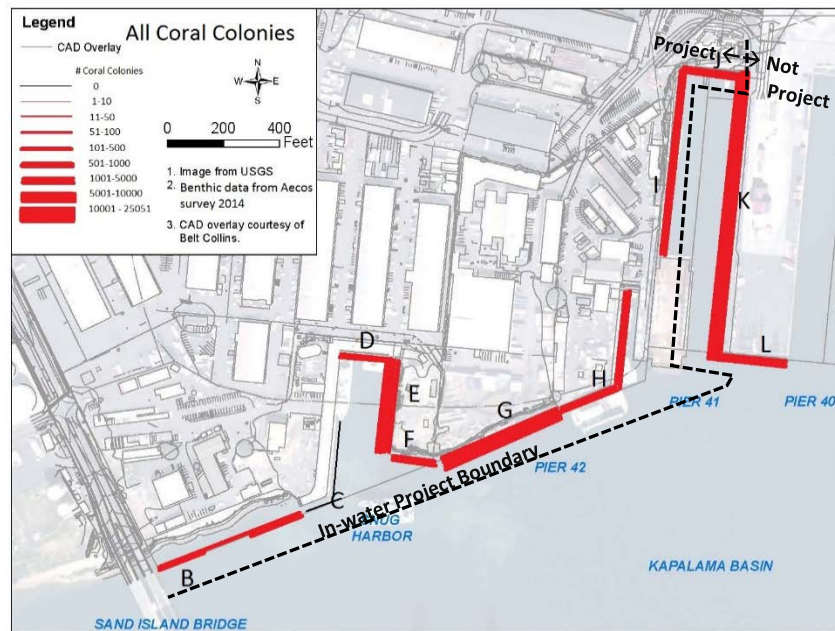 Legend
All Coral Colonies
CAD Overlay
# Coral Colonies
0
1-10
11-50
51-100
101-500
501-1000
1001-5000
5001-10000
10001 - 25051
N
W E
S
0 200 400
Feet
1. Image from USGS
2. Benthic data from Aecos
survey 2014
3. CAD overlay courtesy of
Belt Collins.
Project
Not
Project
J
I
K
L
D
E
F
G
H
C
B
PIER 41
PIER 40
PIER 42
In-water Project Boundary
HARBOR
KAPALAMA BASIN
SAND ISLAND BRIDGE